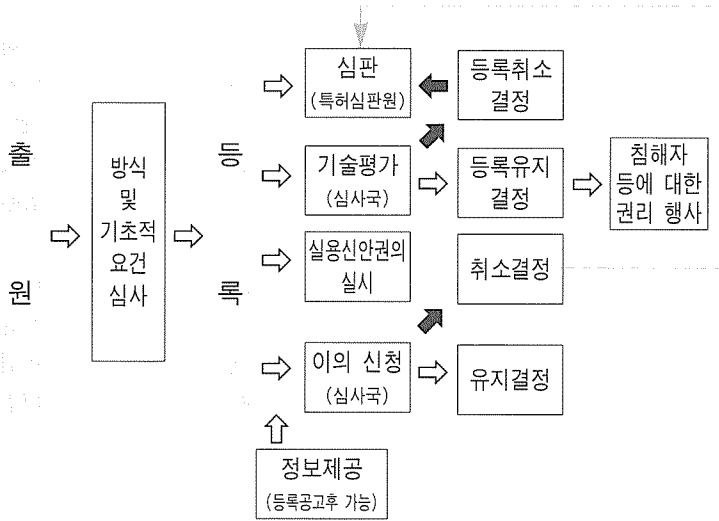 출
원
방식
및
기초적
요건
심사
등
록
심판
(특허심판원)
등록취소
결정
기술평가
(심사국)
등록유지
결정
침해자
등에 대한
권리 행사
실용신안권의
실시
취소결정
이의 신청
(심사국)
유지결정
정보제공
(등록공고후 가능)